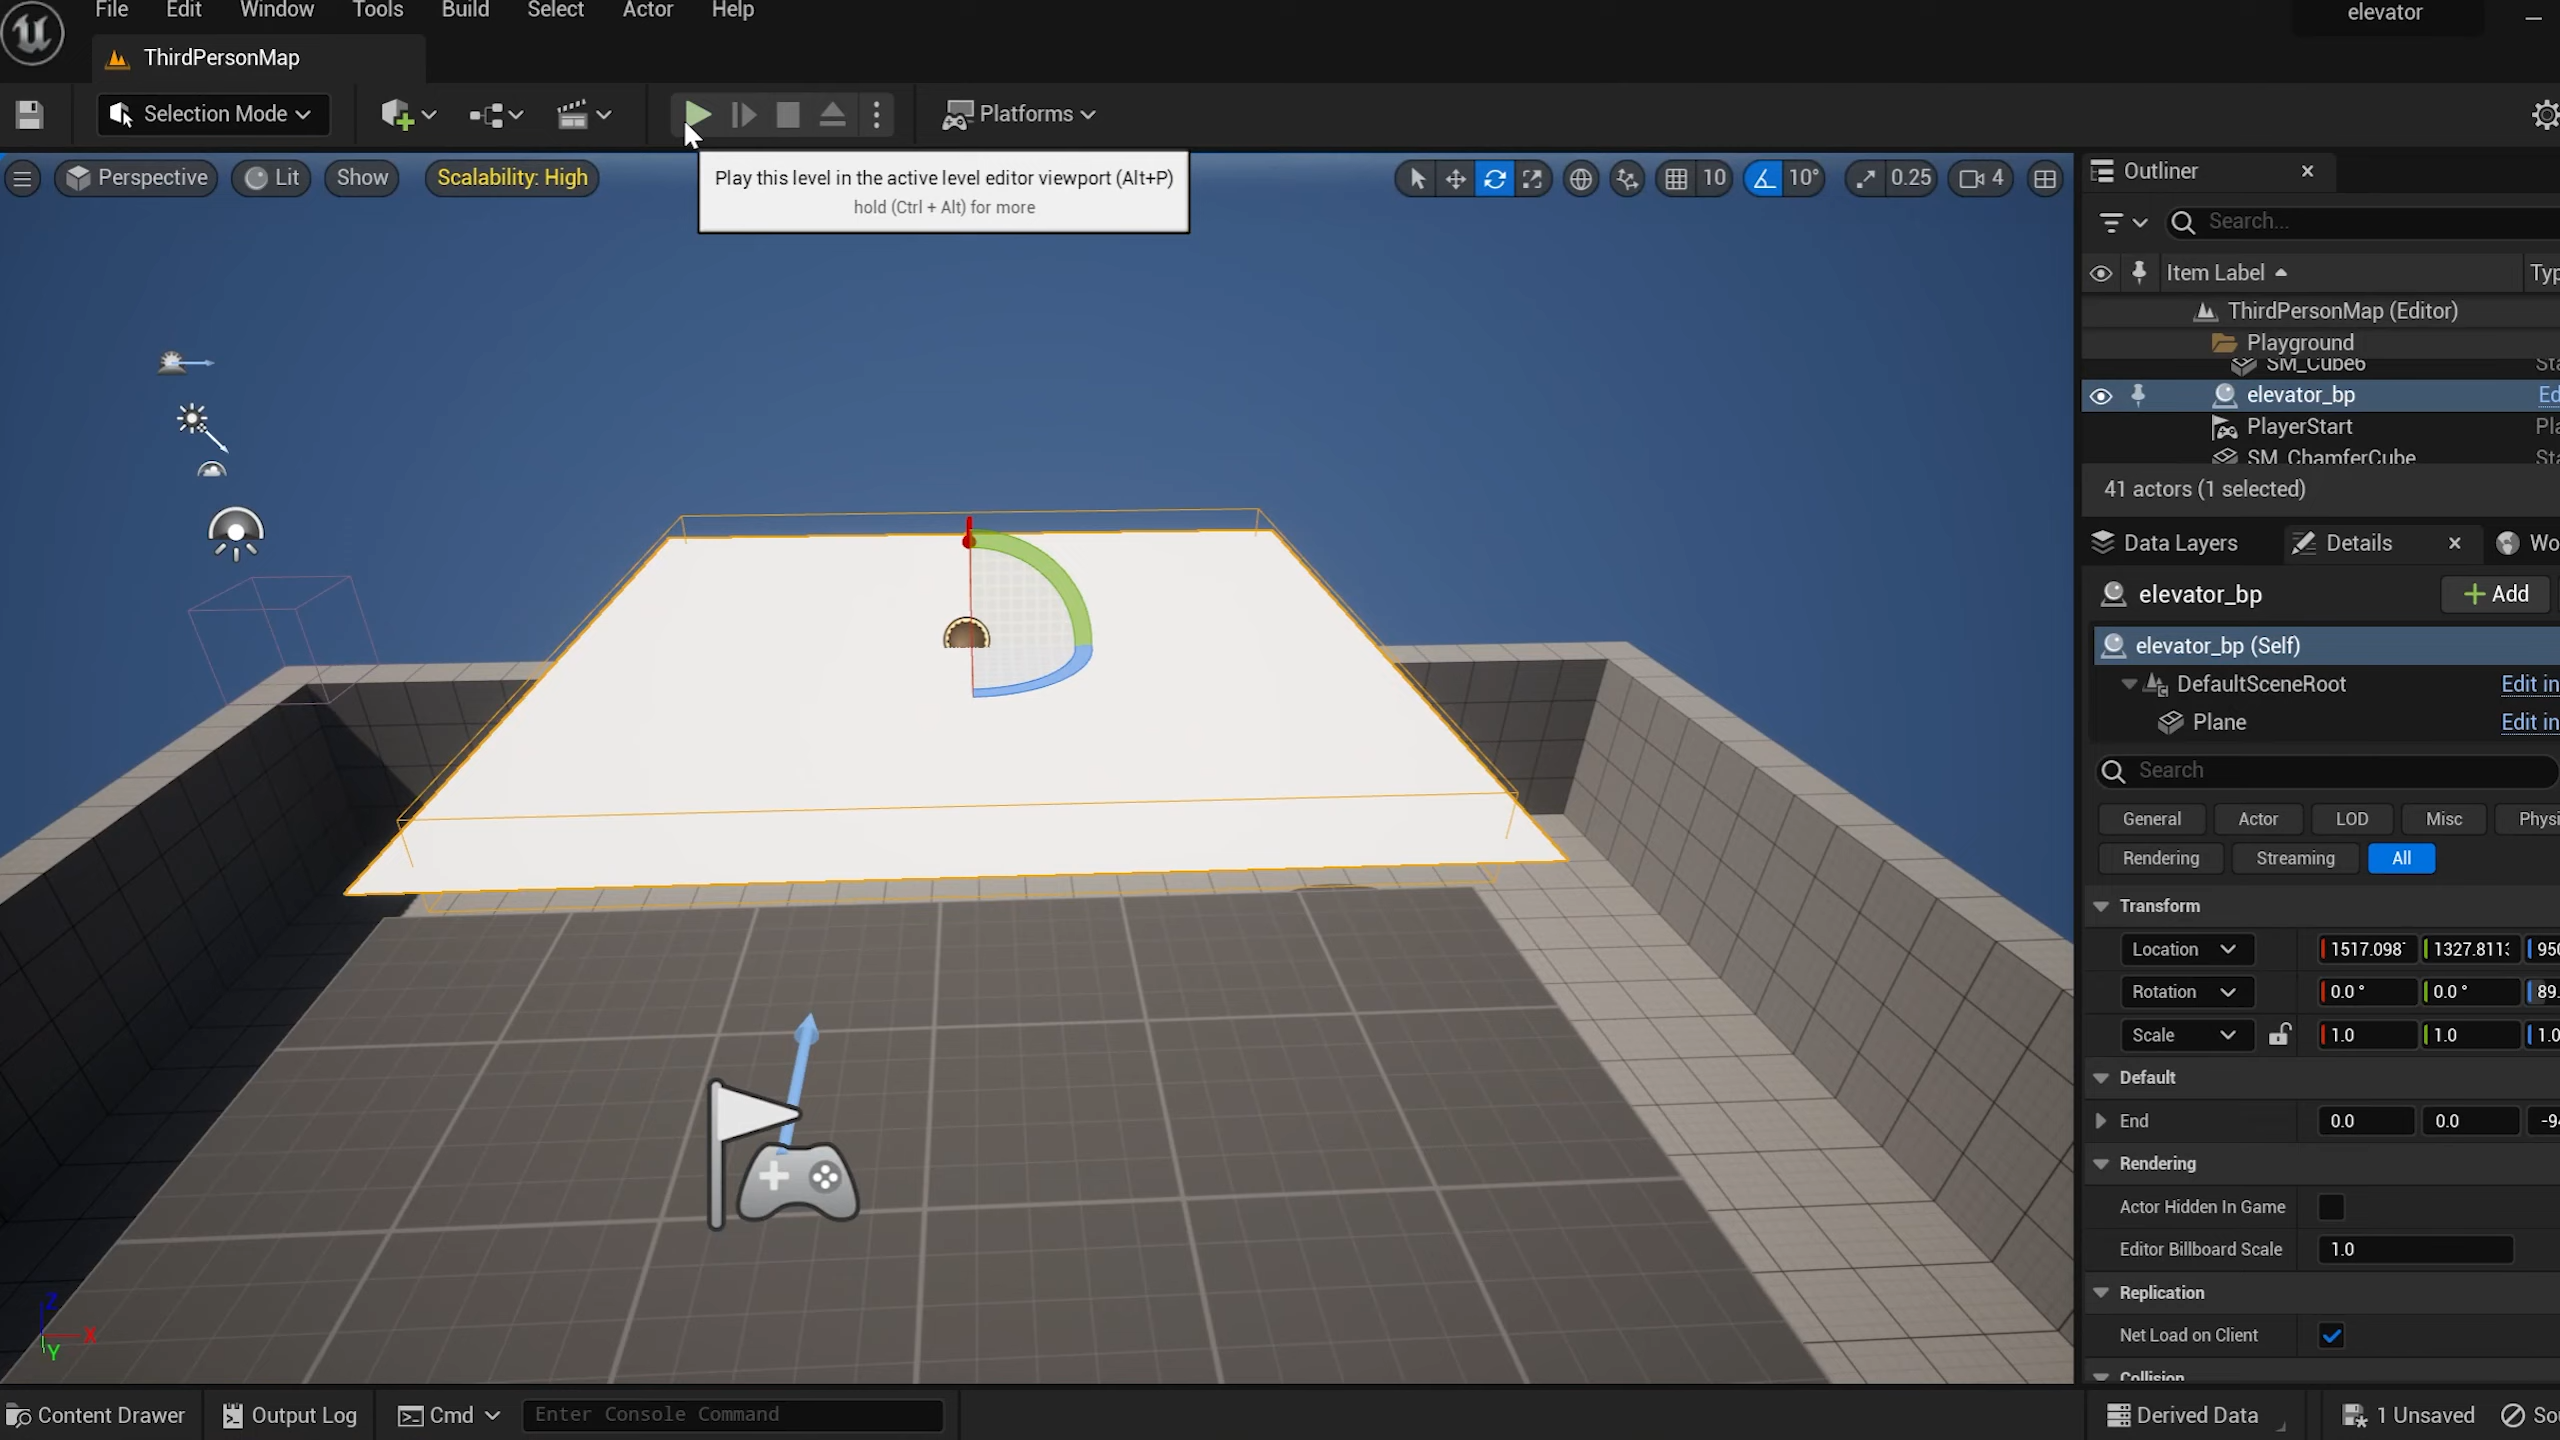 File Edit Window Tools Build Select Actor Help
elevator
ThirdPersonMap
Selection Mode
Platforms
Perspective Lit Show Scalability: High
10 10° 0.25 4
Play this level in the active level editor viewport (Alt+P)
hold (Ctrl + Alt) for more
Outliner
Search...
Item Label Typ
ThirdPersonMap (Editor)
Playground
SM_Cube6 Sta
elevator_bp Ed
PlayerStart Pla
SM_ChamferCube Sta
41 actors (1 selected)
Data Layers Details Wo
elevator_bp Add
elevator_bp (Self)
DefaultSceneRoot Edit in
Plane Edit in
Search
General Actor LOD Misc Physi
Rendering Streaming All
Transform
Location 1517.098 1327.811 950
Rotation 0.0 ° 0.0 ° 89.
Scale 1.0 1.0 1.0
Default
End 0.0 0.0 -94
Rendering
Actor Hidden In Game
Editor Billboard Scale 1.0
Replication
Net Load on Client
Collision
Z
X
Y
Content Drawer Output Log Cmd Enter Console Command Derived Data 1 Unsaved So